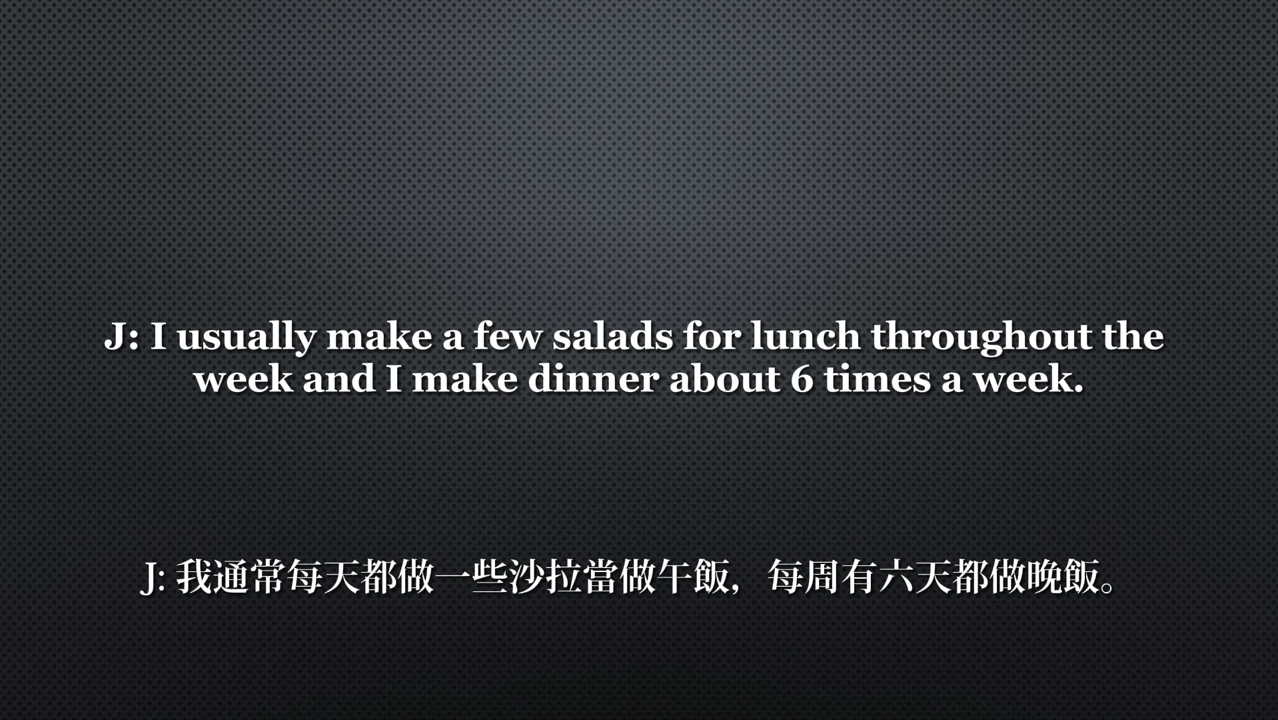 J: I usually make a few salads for lunch throughout the
week and I make dinner about 6 times a week.
J: 我通常每天都做一些沙拉當做午飯，每周有六天都做晚飯。